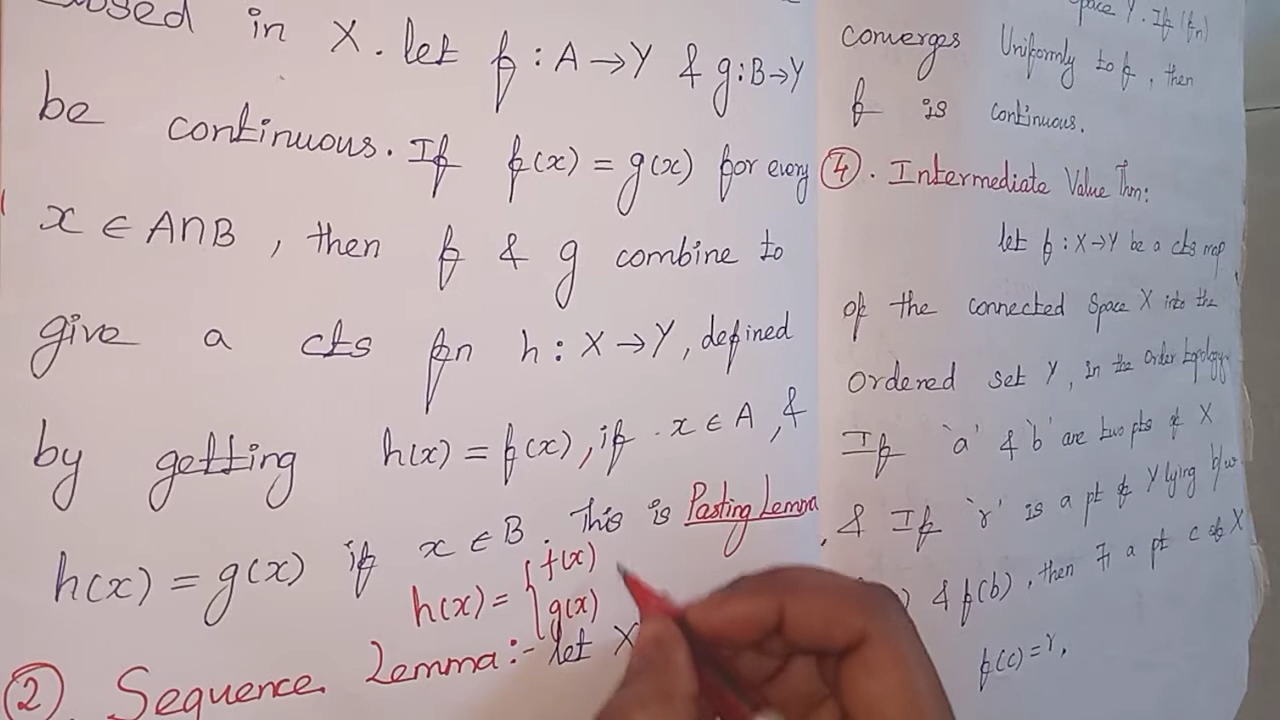 in X. let f : A → Y & g : B → Y
be continuous. If f(x) = g(x) for every
x ∈ A∩B , then f & g combine to
give a cts fn h : X → Y, defined
by getting h(x) = f(x), if x ∈ A, &
h(x) = g(x) if x ∈ B. This is Pasting Lemma
h(x) = { f(x)
g(x)
② Sequence Lemma :- let X
space Y. If (fn)
converges Uniformly to f, then
f is continuous.
④. Intermediate Value Thm:
let f : X → Y be a cts map
of the connected Space X into the
Ordered set Y, in the order topology.
If 'a' & 'b' are two pts of X
& If 'r' is a pt of Y lying b/w
& f(b), then ∃ a pt c of X
f(c) = r.